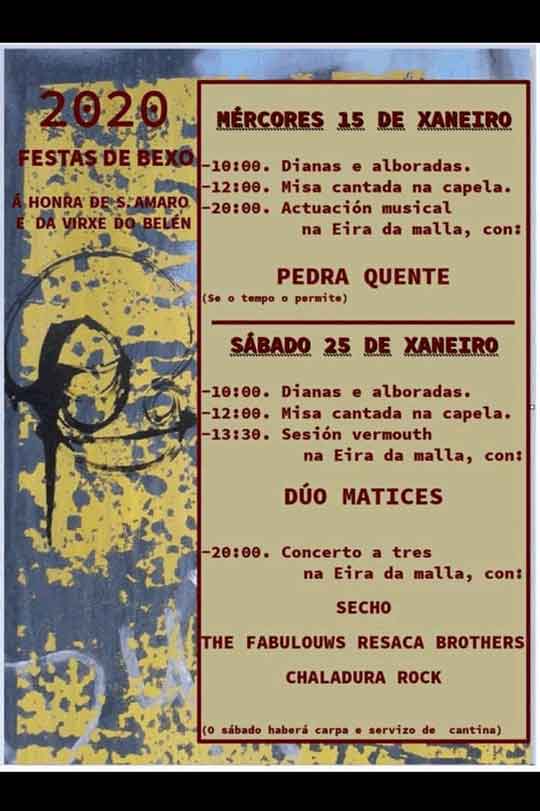 2020
FESTAS DE BEXO
Á HONRA DE S.AMARO
E DA VIRXE DO BELÉN
MÉRCORES 15 DE XANEIRO
-10:00. Dianas e alboradas.
-12:00. Misa cantada na capela.
-20:00. Actuación musical
na Eira da malla, con:
PEDRA QUENTE
(Se o tempo o permite)
SÁBADO 25 DE XANEIRO
-10:00. Dianas e alboradas.
-12:00. Misa cantada na capela.
-13:30. Sesión vermouth
na Eira da malla, con:
DÚO MATICES
-20:00. Concerto a tres
na Eira da malla, con:
SECHO
THE FABULOUWS RESACA BROTHERS
CHALADURA ROCK
(O sábado haberá carpa e servizo de cantina)